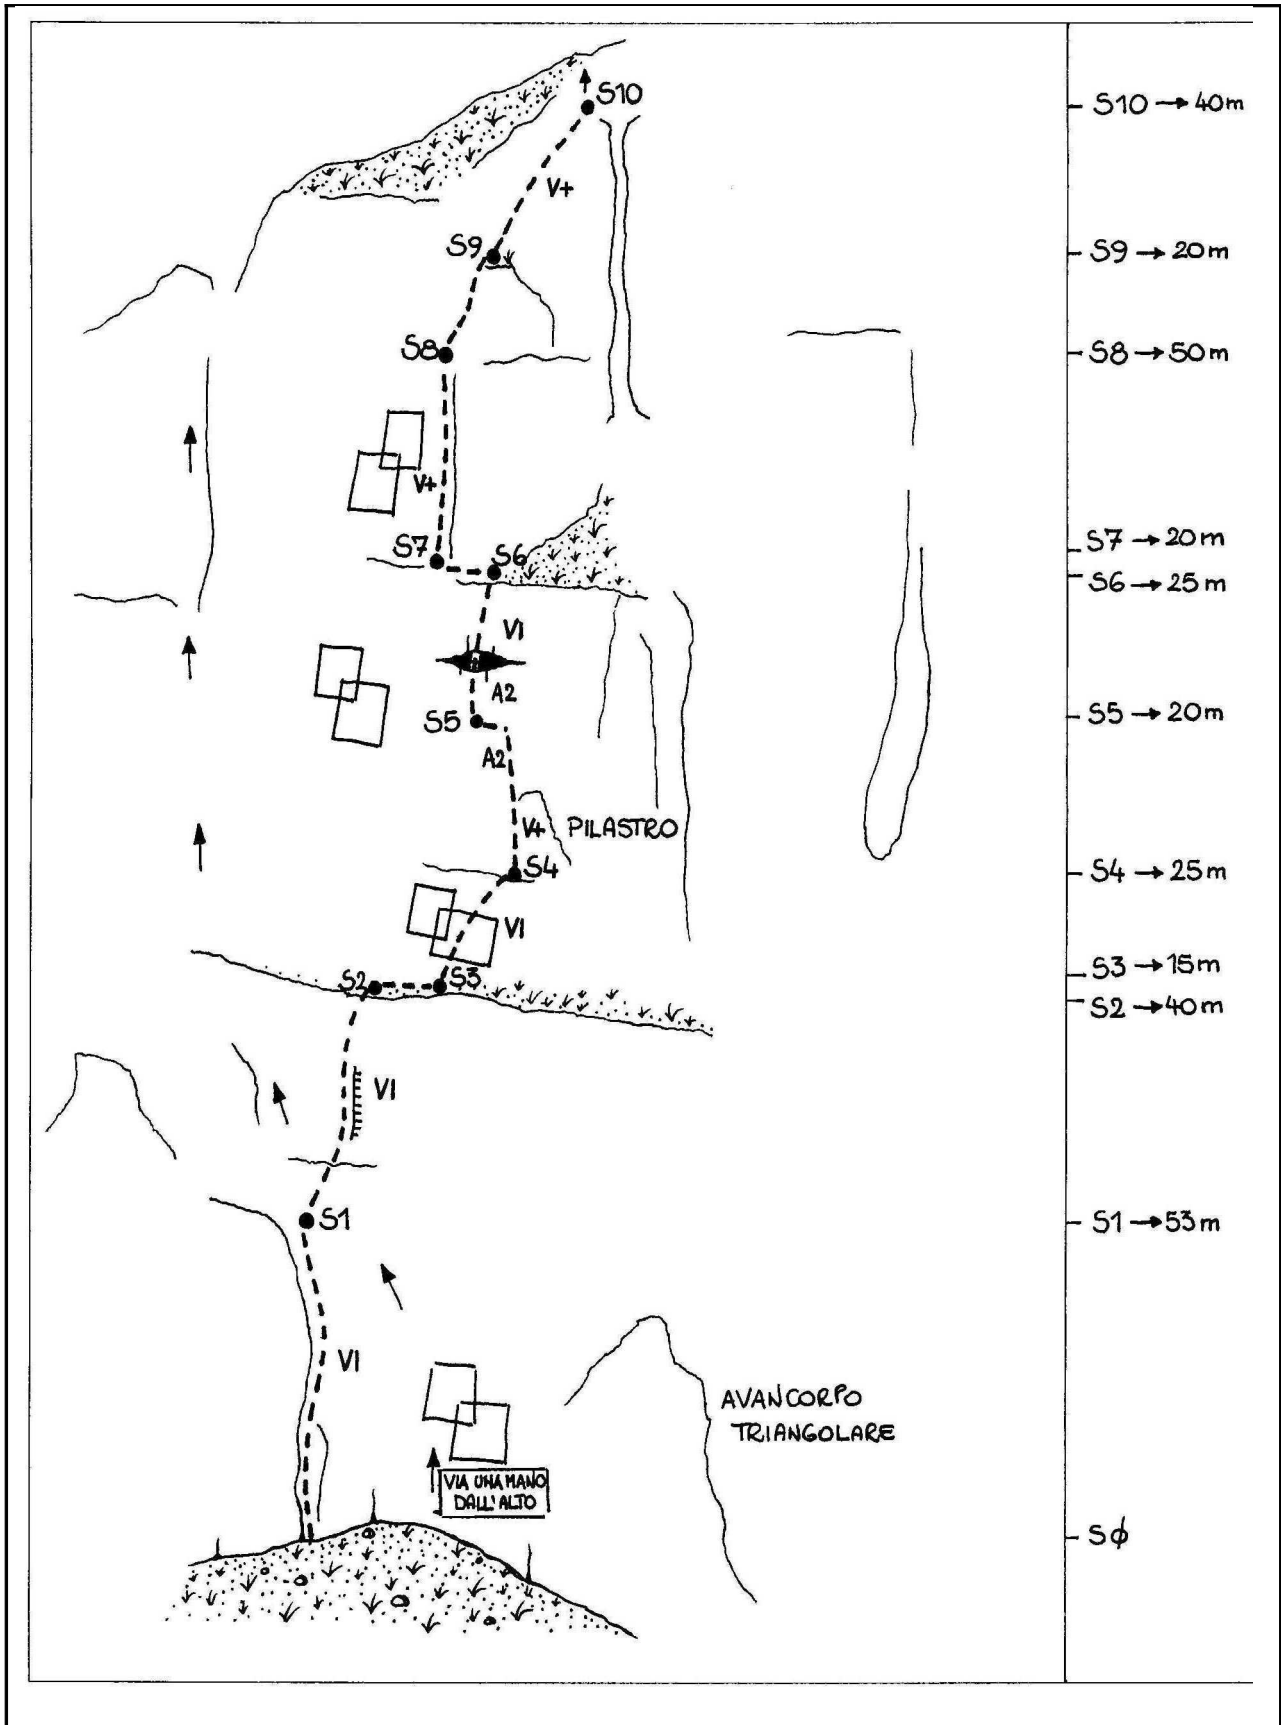 S10
S10 → 40m
V+
S9
S9 → 20m
S8
S8 → 50m
V+
S7
S6
S7 → 20m
S6 → 25m
VI
A2
S5
S5 → 20m
A2
V+
PILASTRO
S4
S4 → 25m
VI
S2
S3
S3 → 15m
S2 → 40m
VI
S1
S1 → 53m
VI
AVANCORPO
TRIANGOLARE
VIA UNA MANO
DALL'ALTO
SØ